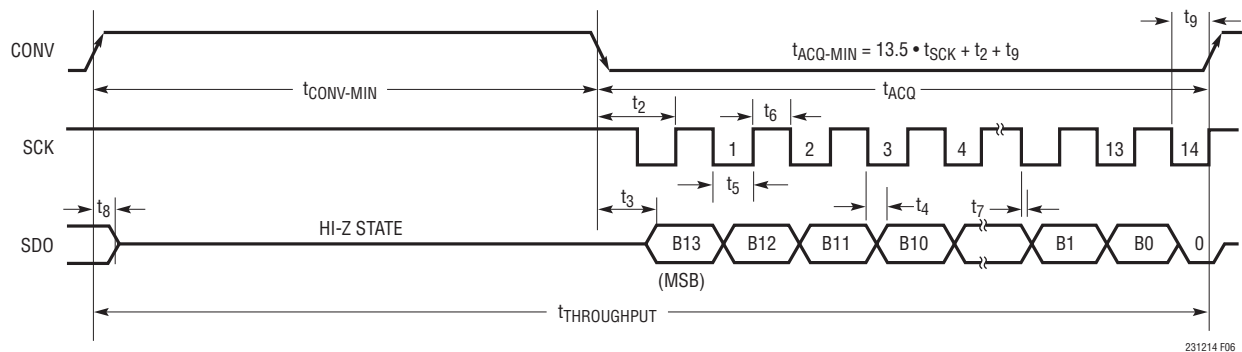 CONV
t9
tACQ-MIN = 13.5 • tSCK + t2 + t9
tCONV-MIN
tACQ
t2
t6
SCK
1
2
3
4
13
14
t5
t8
t3
t4
t7
SDO
HI-Z STATE
B13
B12
B11
B10
B1
B0
0
(MSB)
tTHROUGHPUT
231214 F06